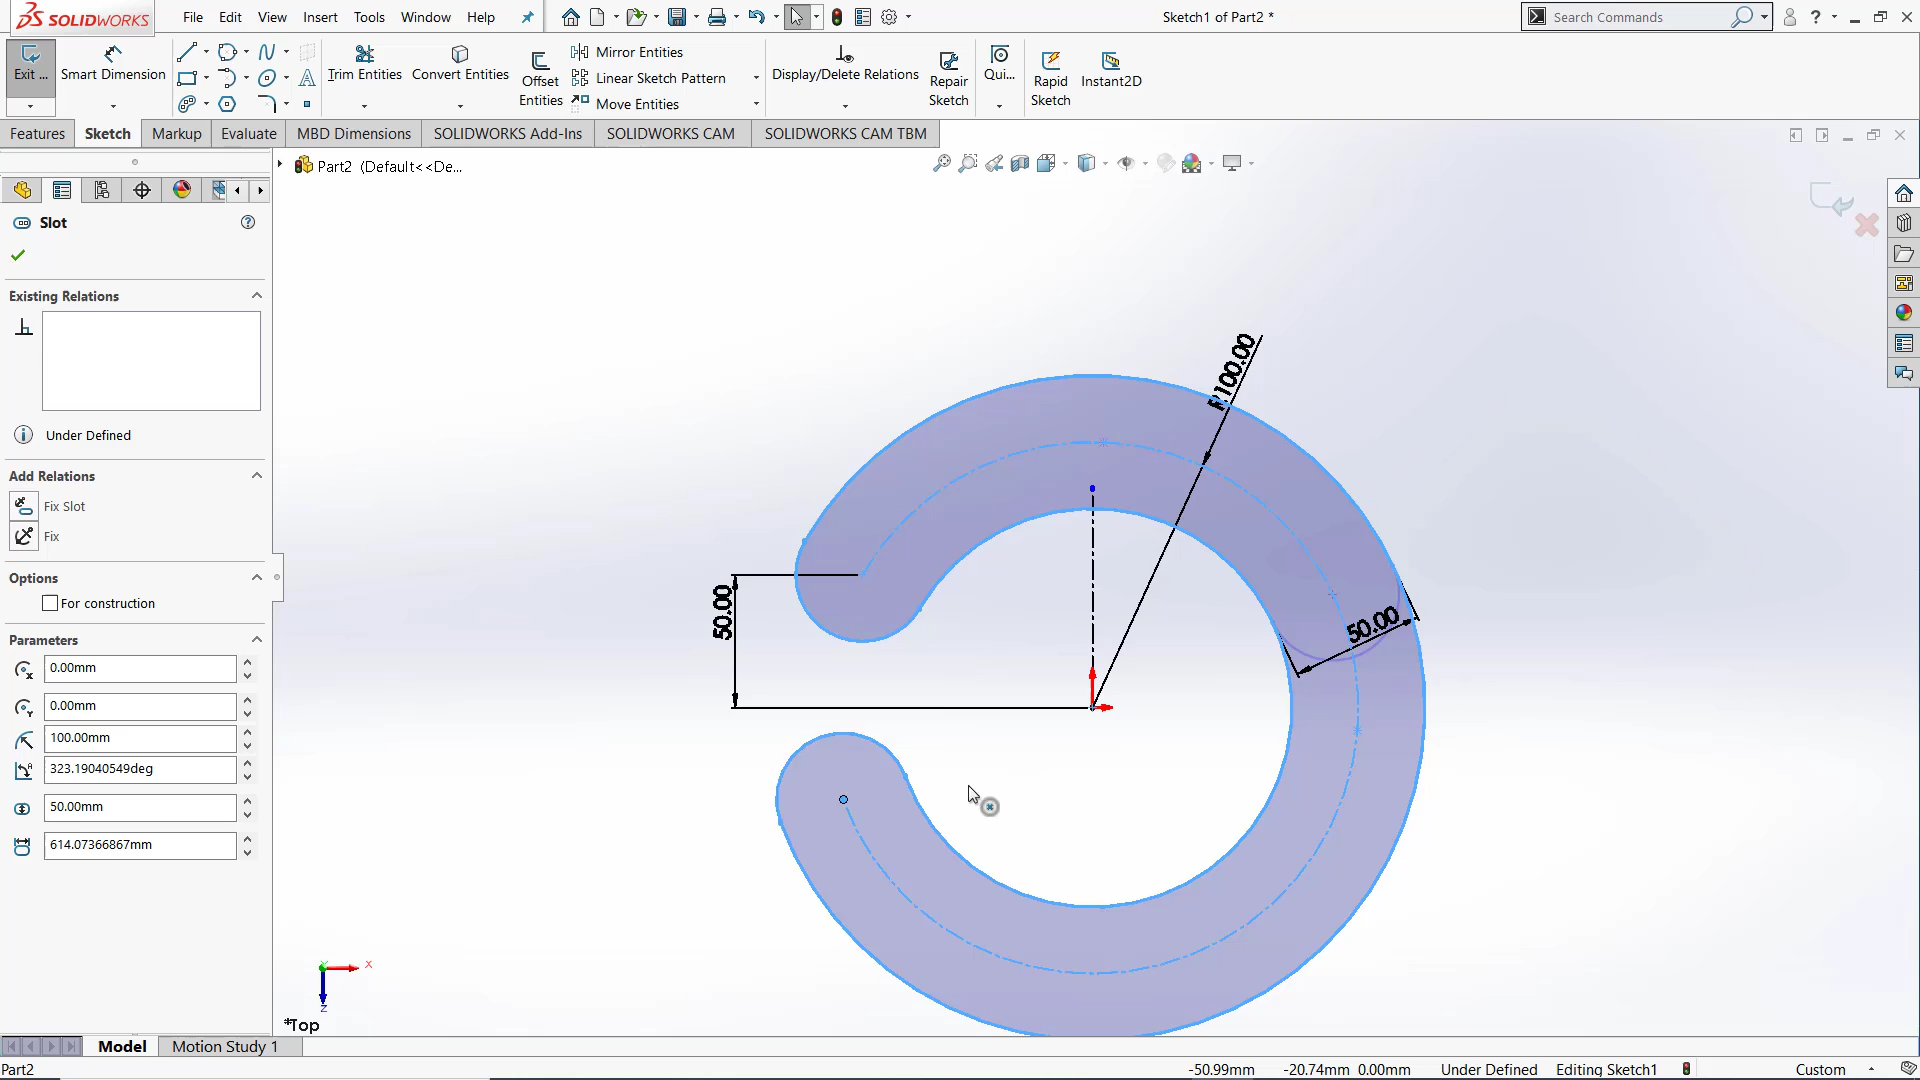 SOLIDWORKS File Edit View Insert Tools Window Help Sketch1 of Part2 * Search Commands ?
Exit ... Smart Dimension Trim Entities Convert Entities Offset Entities Mirror Entities Linear Sketch Pattern Move Entities Display/Delete Relations Repair Sketch Qui... Rapid Sketch Instant2D
Features Sketch Markup Evaluate MBD Dimensions SOLIDWORKS Add-Ins SOLIDWORKS CAM SOLIDWORKS CAM TBM
Part2 (Default<<De...
Slot
Existing Relations
Under Defined
Add Relations
Fix Slot
Fix
Options
For construction
Parameters
0.00mm
0.00mm
100.00mm
323.19040549deg
50.00mm
614.07366867mm
R100.00
50.00
50.00
X
Y
Z
*Top
Model Motion Study 1
Part2 -50.99mm -20.74mm 0.00mm Under Defined Editing Sketch1 Custom